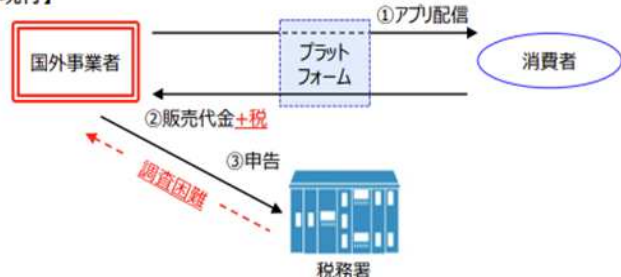 ①アプリ配信
国外事業者
プラット
フォーム
消費者
②販売代金+税
③申告
調査困難
税務署